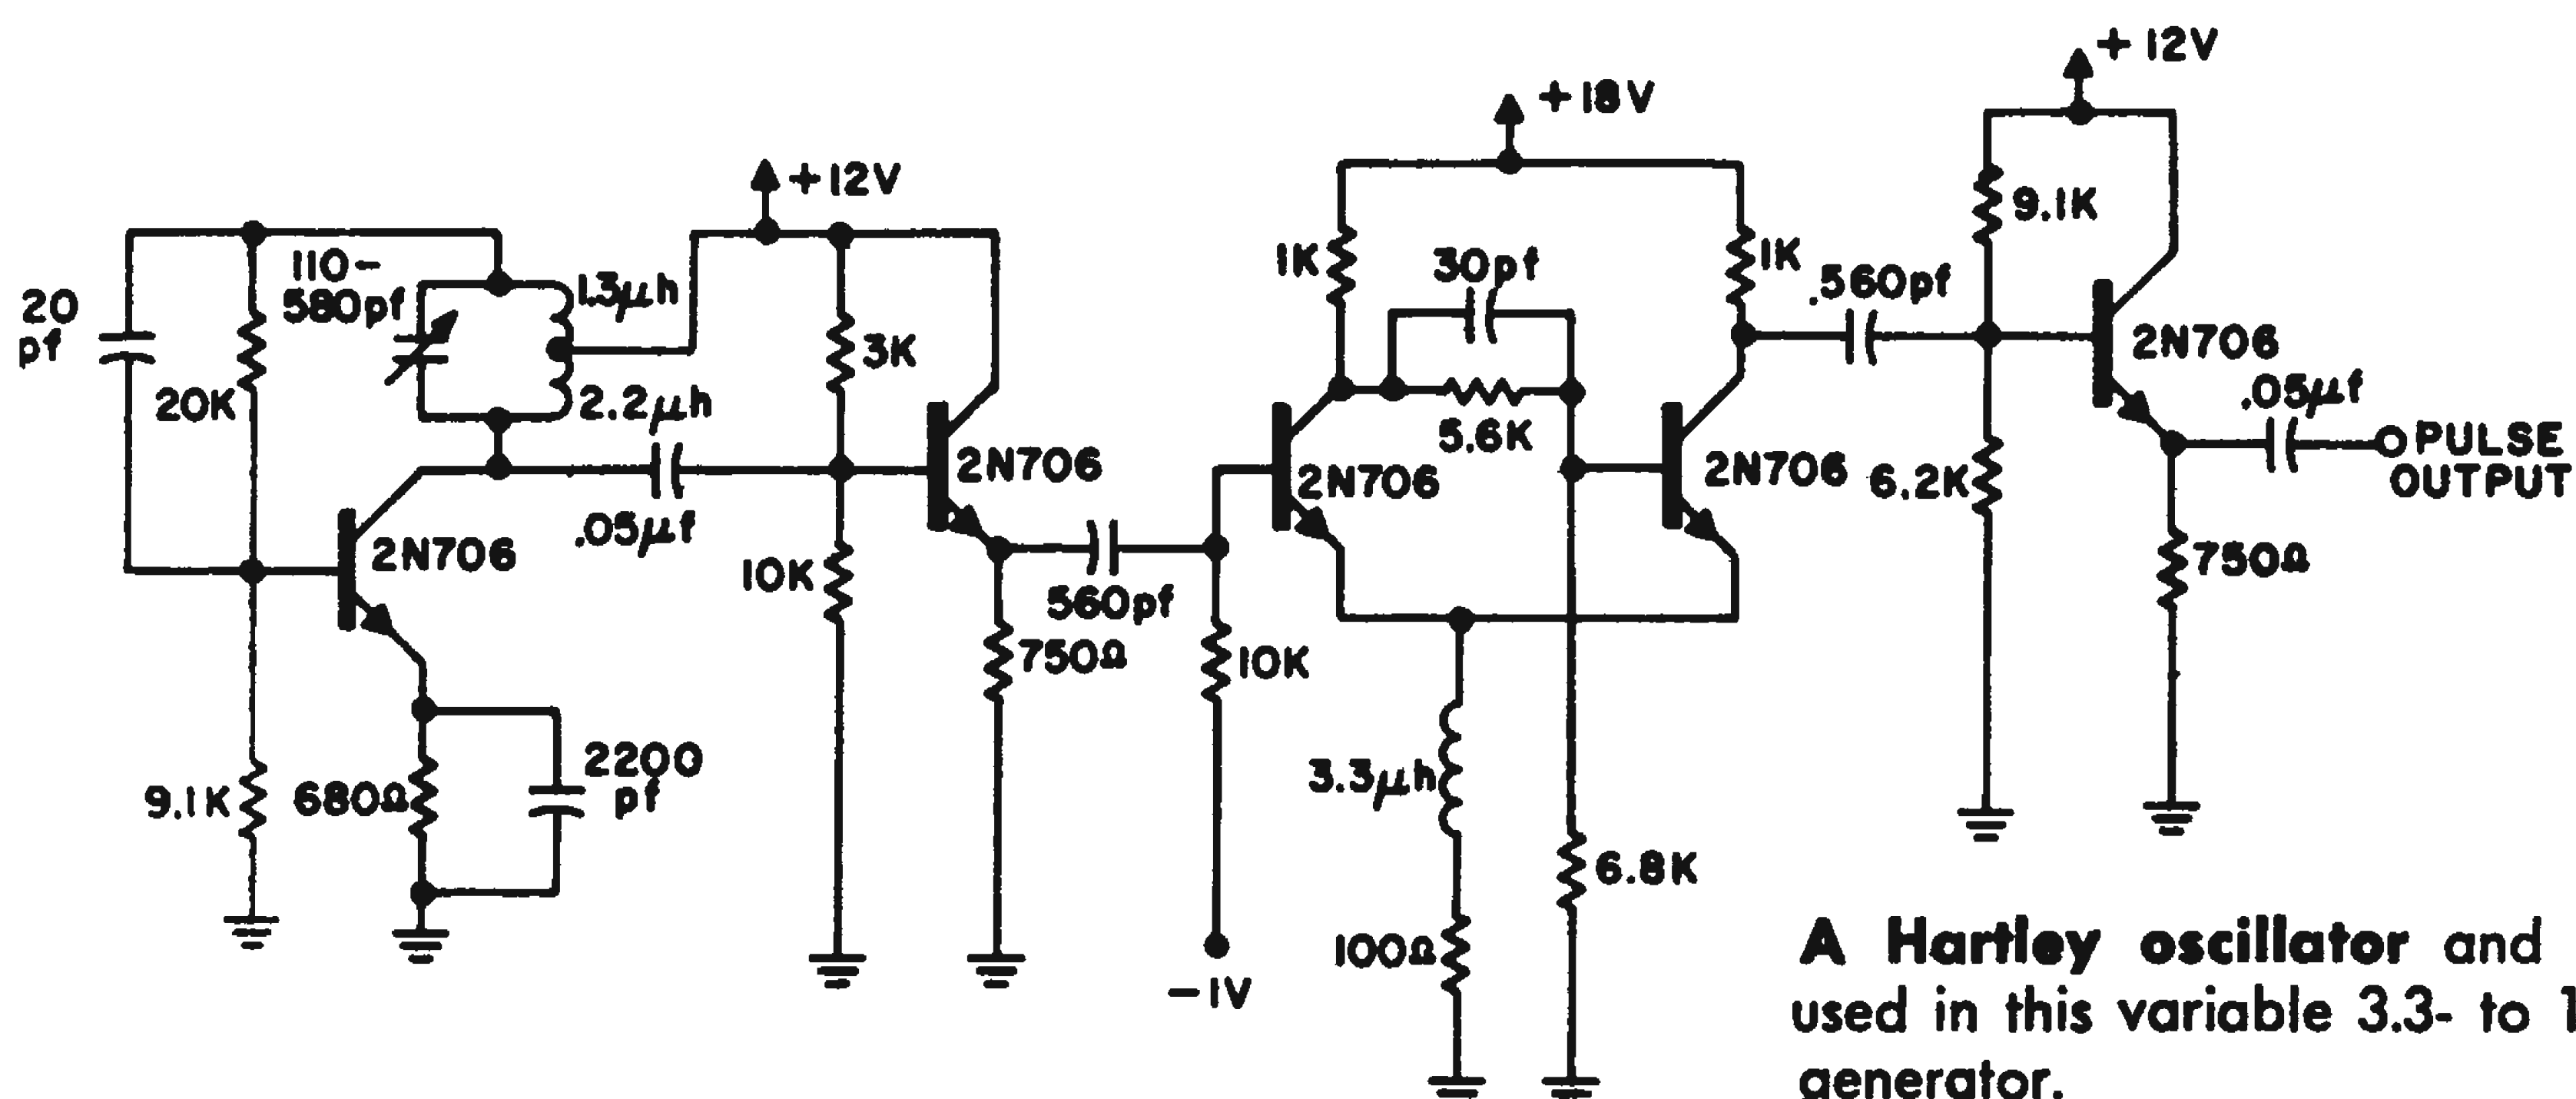 + 12V
+ 18V
+ 12V
110-
580pf
1.3μh
20
pf
20K
2.2μh
3K
2N706
.05μf
2N706
10K
9.1K
680Ω
2200
pf
750Ω
560pf
10K
-1V
1K
30pf
5.6K
1K
2N706
2N706
3.3μh
100Ω
6.8K
.560pf
9.1K
6.2K
2N706
.05μf
750Ω
PULSE
OUTPUT
A Hartley oscillator and
used in this variable 3.3- to
generator.